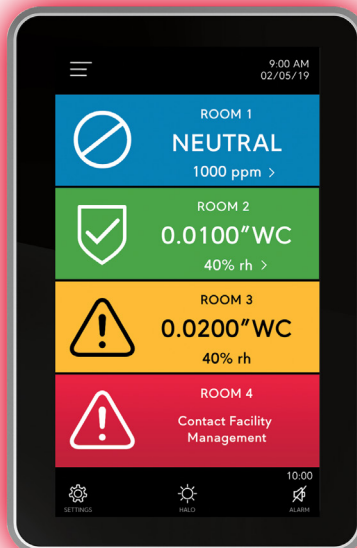 9:00 AM
02/05/19
ROOM 1
NEUTRAL
1000 ppm >
ROOM 2
0.0100"WC
40% rh >
ROOM 3
0.0200"WC
40% rh
ROOM 4
Contact Facility
Management
10:00
SETTINGS
HALO
ALARM